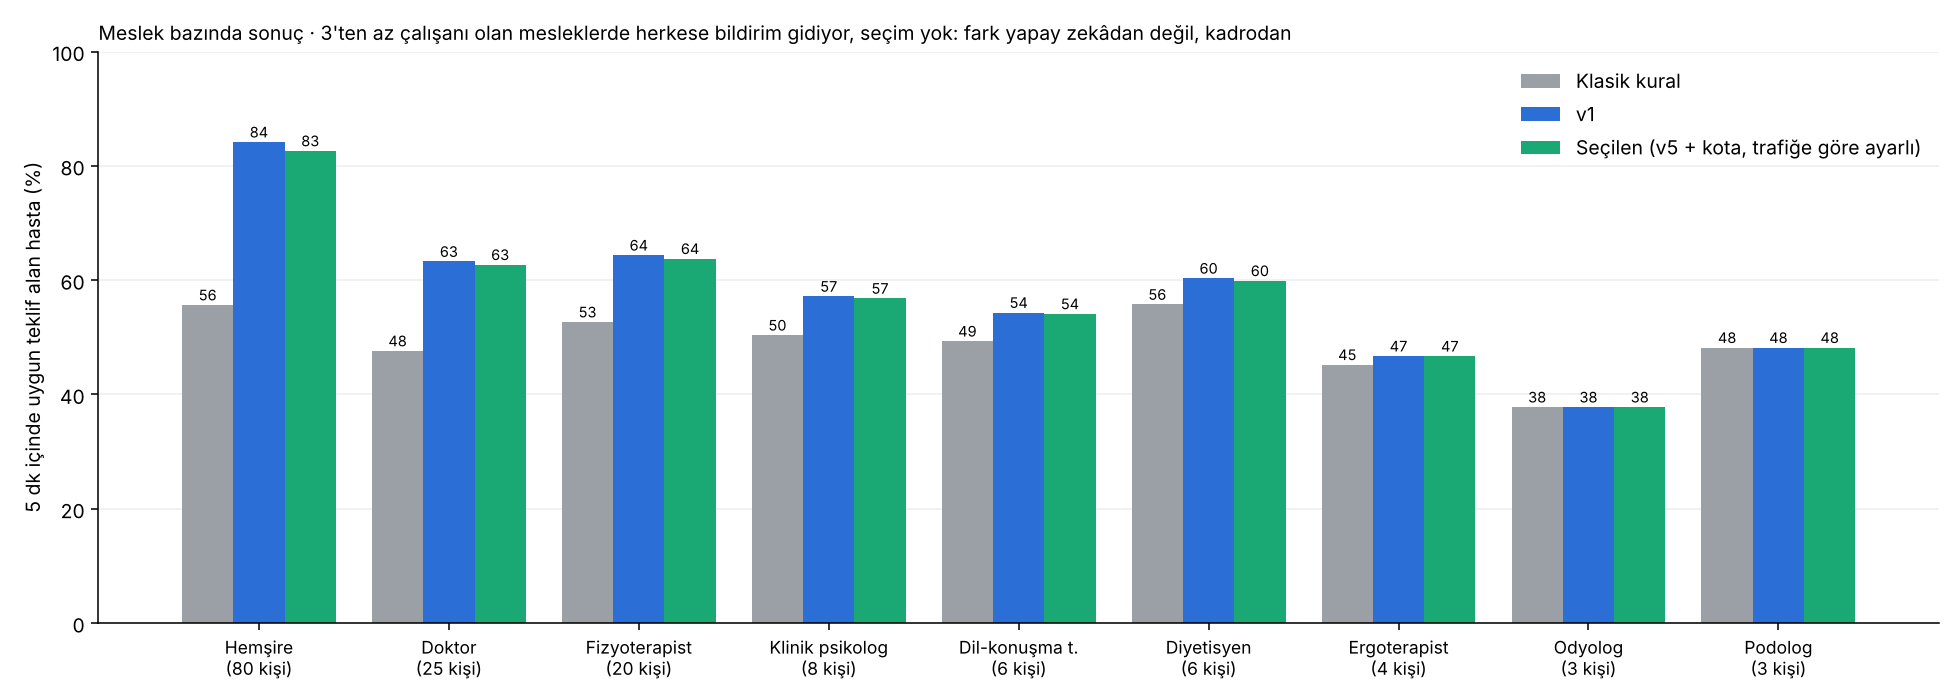 Meslek bazında sonuç · 3'ten az çalışanı olan mesleklerde herkese bildirim gidiyor, seçim yok: fark yapay zekâdan değil, kadrodan
5 dk içinde uygun teklif alan hasta (%)
100
80
60
40
20
0
Klasik kural
v1
Seçilen (v5 + kota, trafiğe göre ayarlı)
56 84 83
48 63 63
53 64 64
50 57 57
49 54 54
56 60 60
45 47 47
38 38 38
48 48 48
Hemşire
(80 kişi)
Doktor
(25 kişi)
Fizyoterapist
(20 kişi)
Klinik psikolog
(8 kişi)
Dil-konuşma t.
(6 kişi)
Diyetisyen
(6 kişi)
Ergoterapist
(4 kişi)
Odyolog
(3 kişi)
Podolog
(3 kişi)